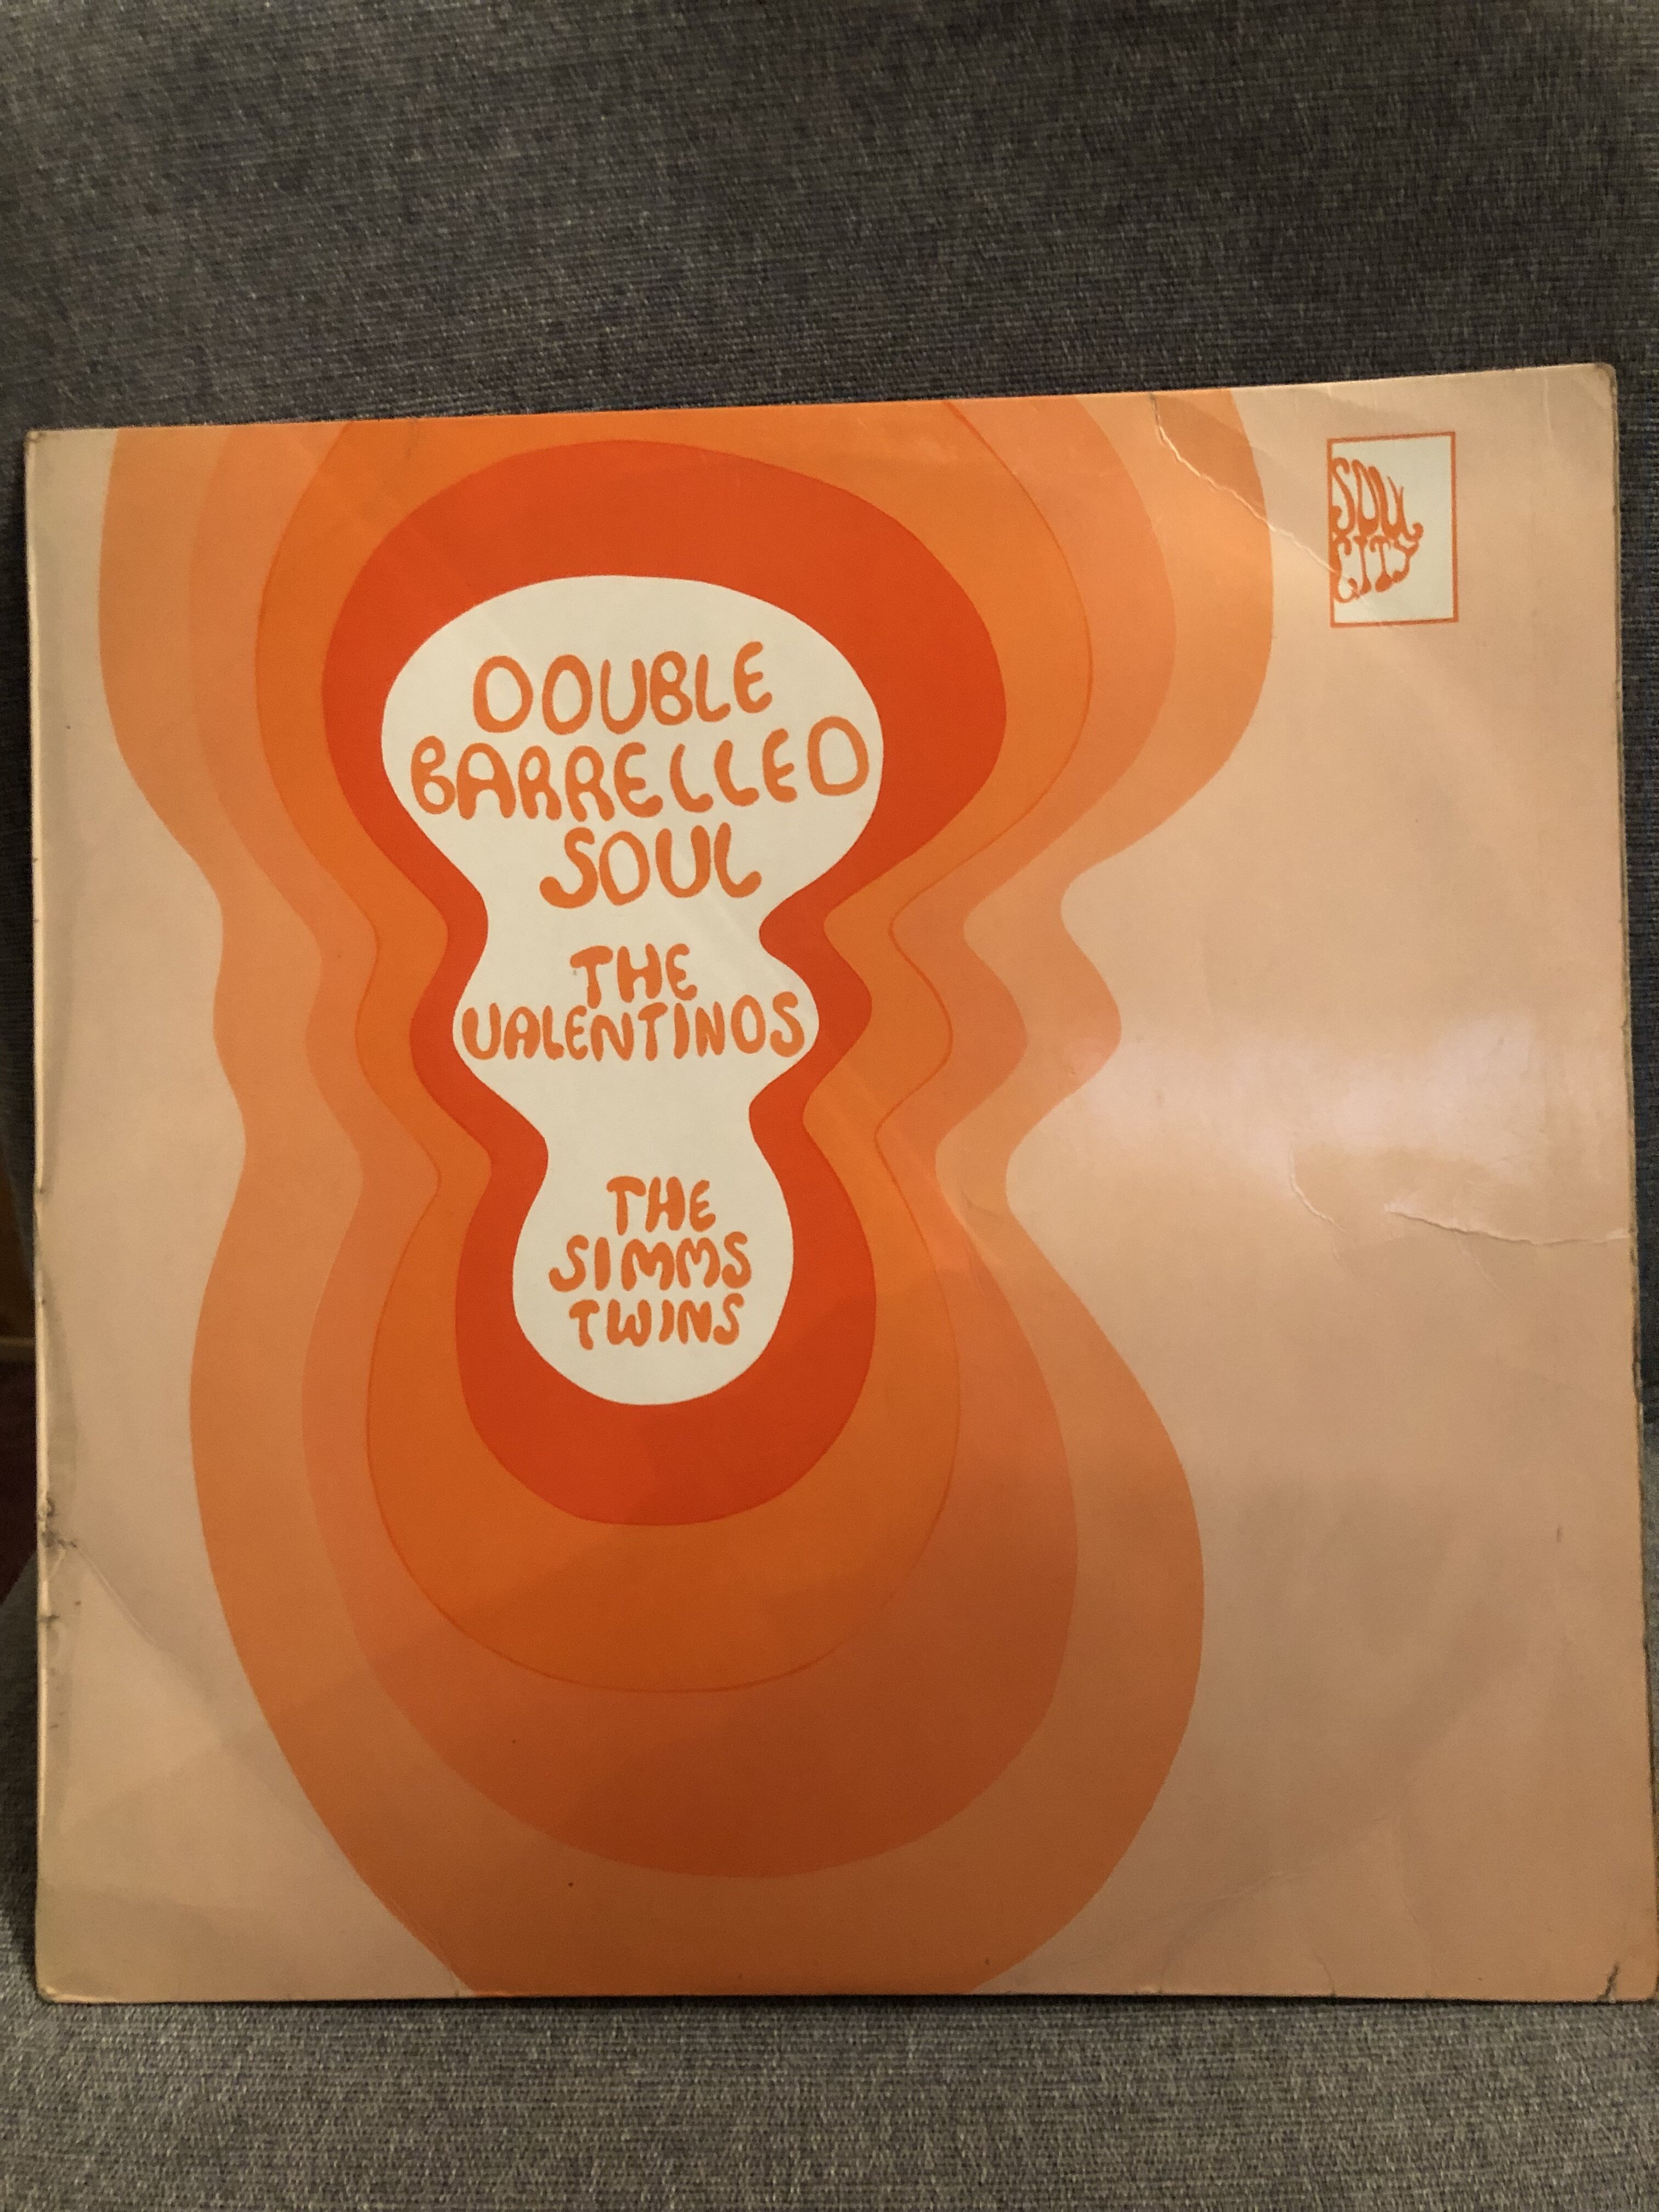 SOUL
CITY
DOUBLE
BARRELLED
SOUL
THE
VALENTINOS
THE
SIMMS
TWINS